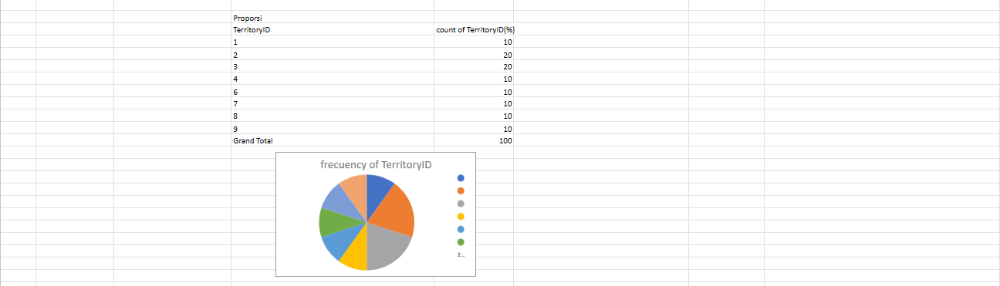 Proporsi
TerritoryID count of TerritoryID(%)
1 10
2 20
3 20
4 10
6 10
7 10
8 10
9 10
Grand Total 100
frecuency of TerritoryID
2...